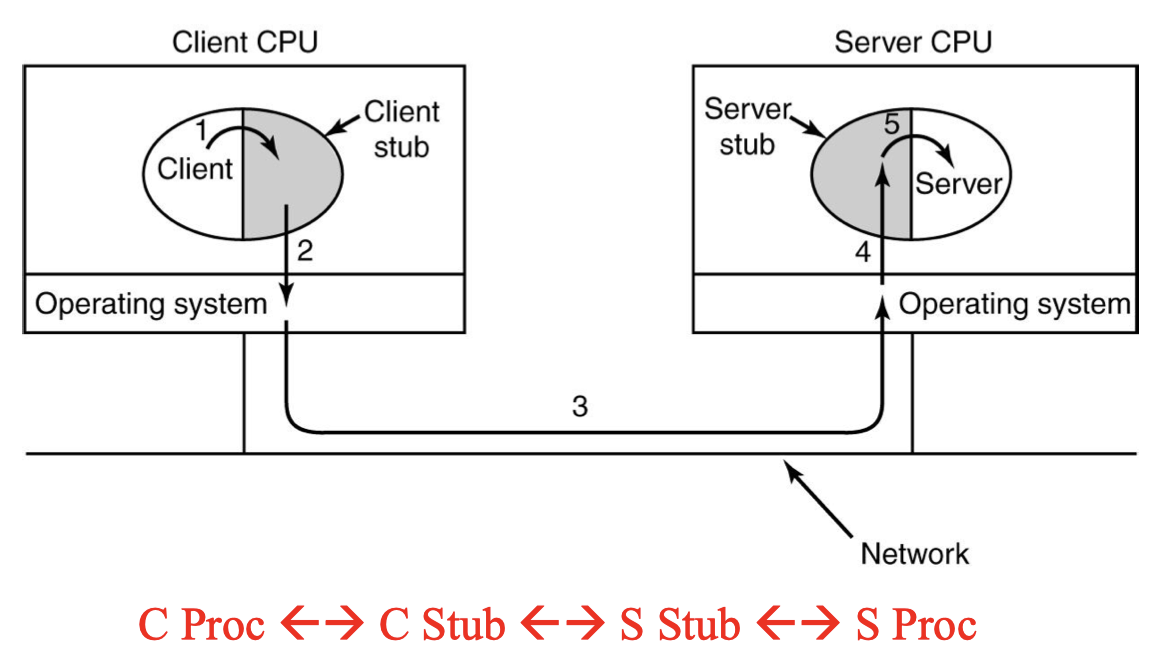 Client CPU
Server CPU
Client
stub
Server
stub
1
Client
5
Server
2
4
Operating system
Operating system
3
Network
C Proc ←→ C Stub ←→ S Stub ←→ S Proc